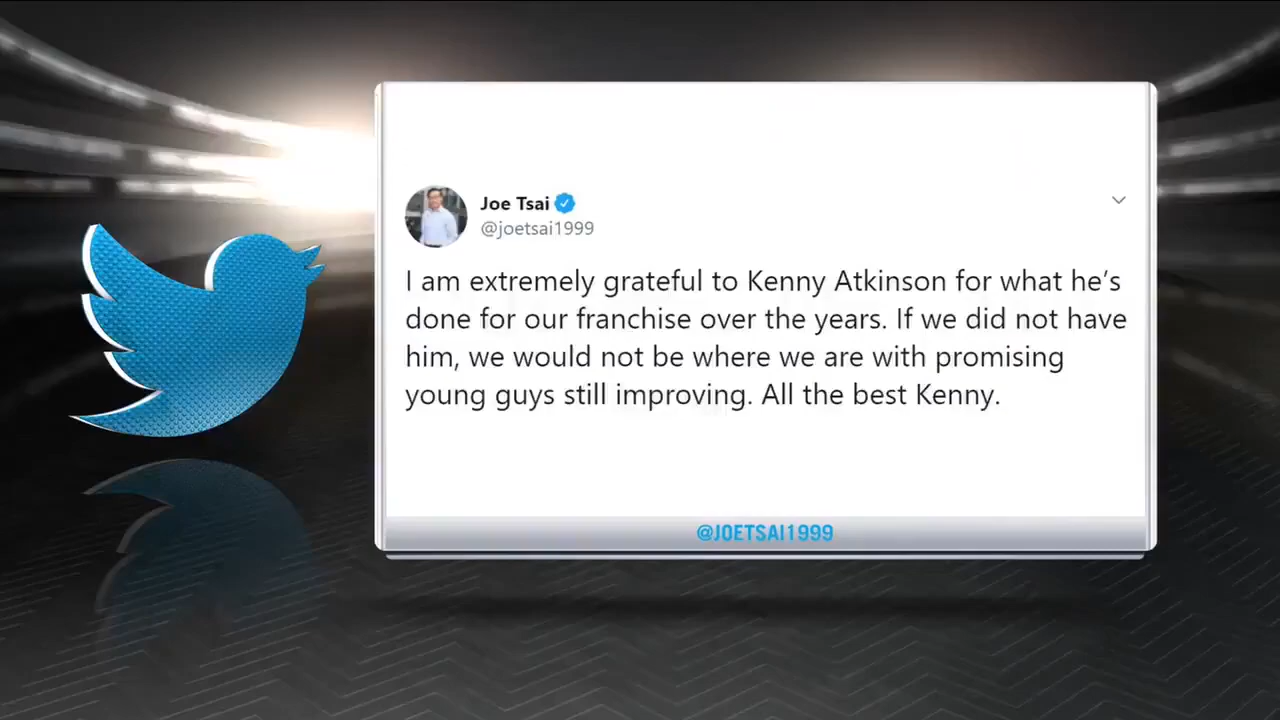 Joe Tsai
@joetsai1999
I am extremely grateful to Kenny Atkinson for what he’s
done for our franchise over the years. If we did not have
him, we would not be where we are with promising
young guys still improving. All the best Kenny.
@JOETSAI1999